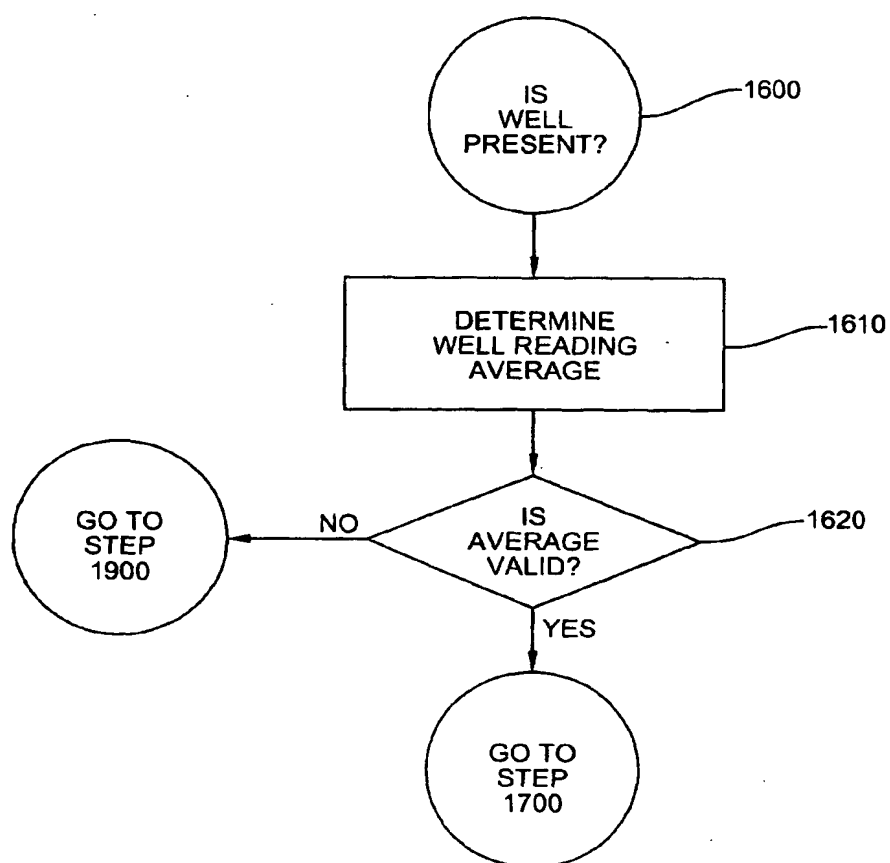 IS
WELL
PRESENT?
1600
DETERMINE
WELL READING
AVERAGE
1610
GO TO
STEP
1900
NO
IS
AVERAGE
VALID?
1620
YES
GO TO
STEP
1700